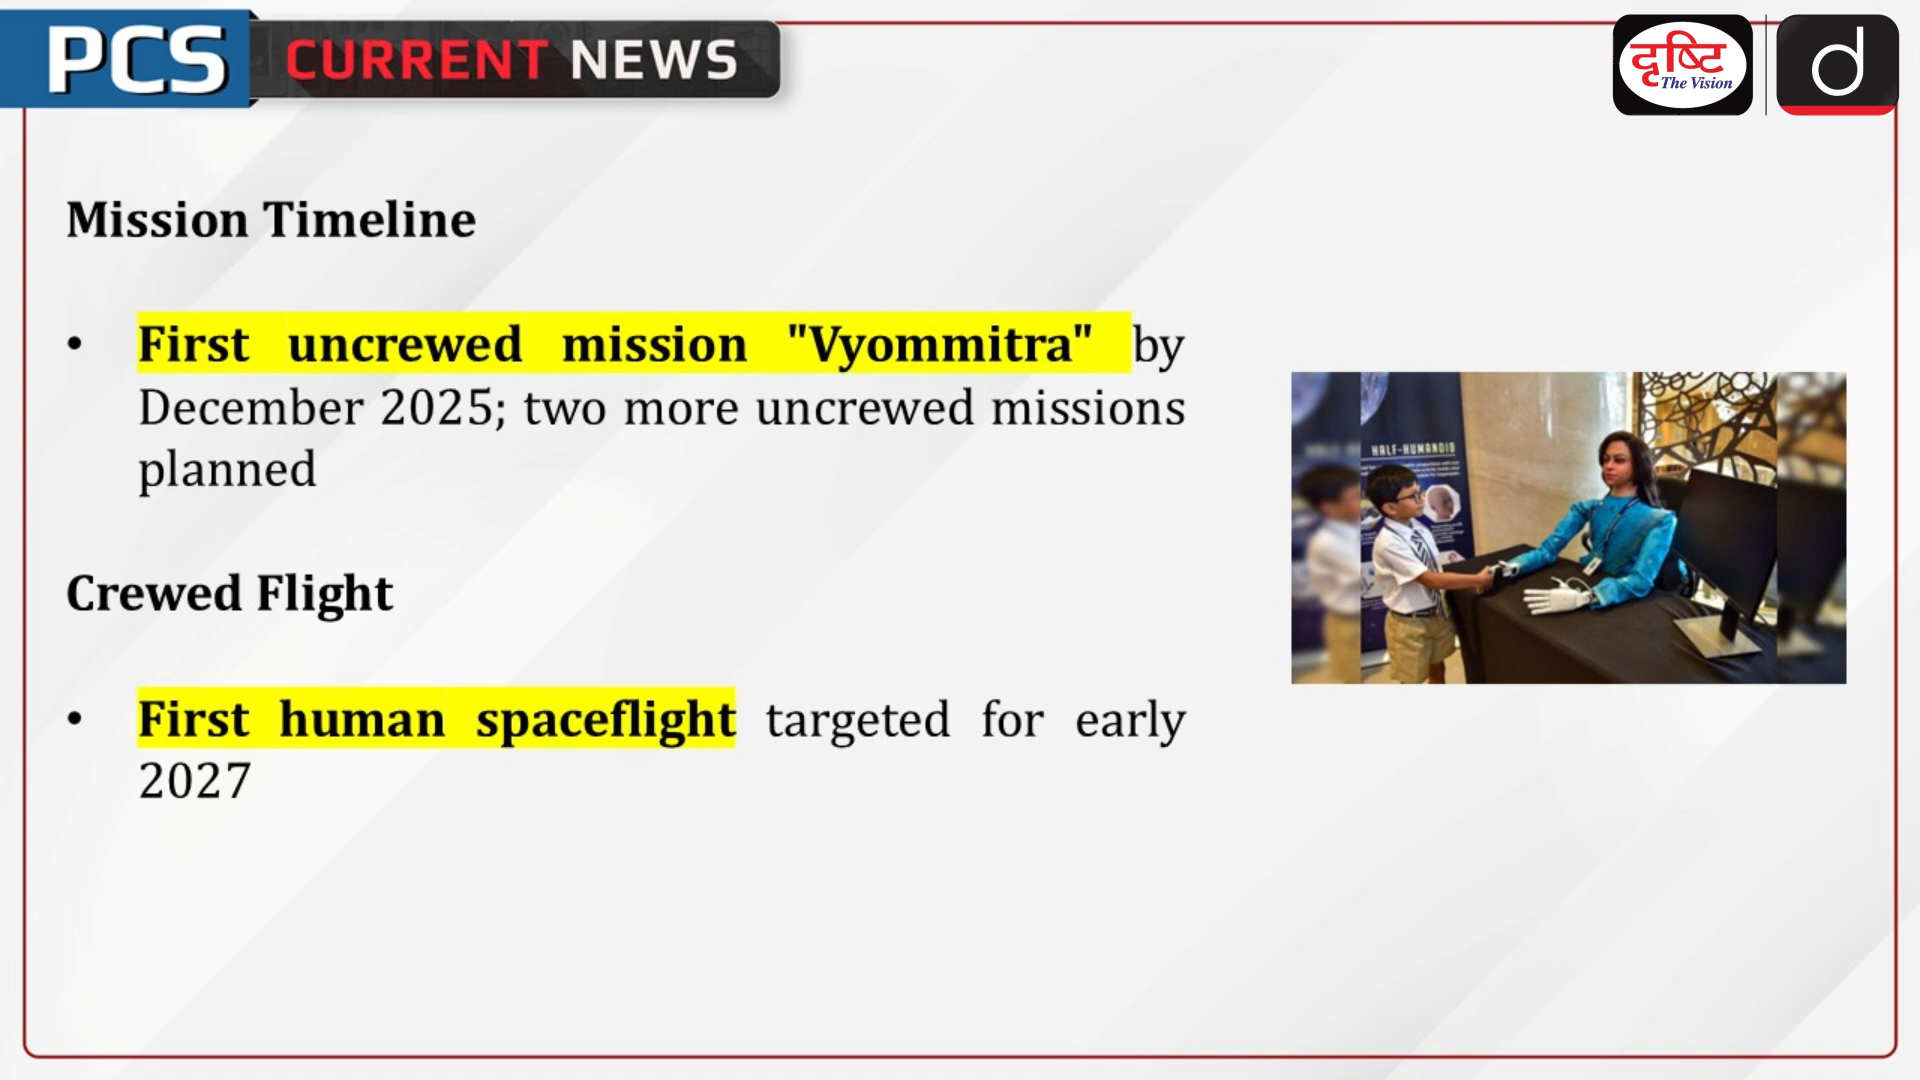 PCS CURRENT NEWS
दृष्टि
The Vision
d
Mission Timeline
• First uncrewed mission "Vyommitra" by
December 2025; two more uncrewed missions
planned
HALF-HUMANOID
Crewed Flight
• First human spaceflight targeted for early
2027